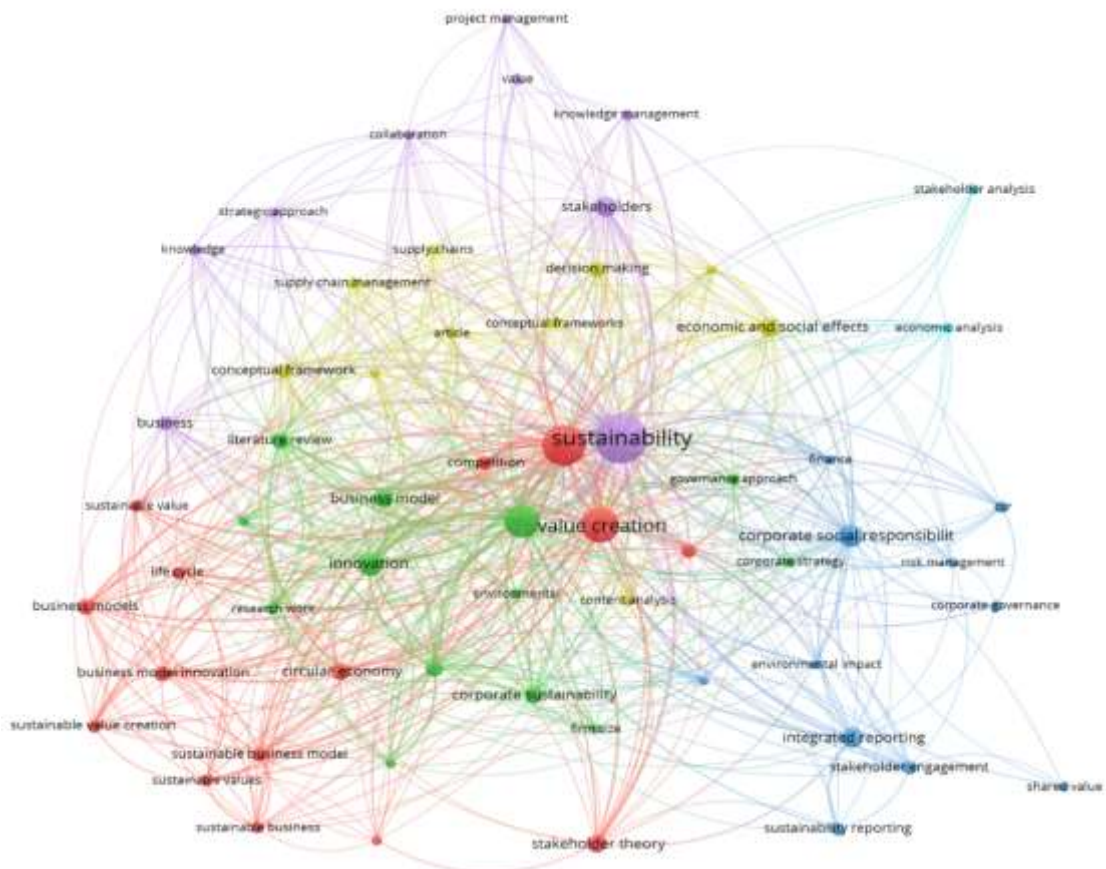 project management
value
knowledge management
collaboration
stakeholder analysis
stakeholders
strategic approach
knowledge
supply chains
decision making
supply chain management
conceptual frameworks
economic and social effects
economic analysis
article
conceptual framework
business
literature review
sustainability
competition
finance
governance approach
business model
sustainable value
value creation
corporate social responsibilit
innovation
corporate strategy
risk management
life cycle
environmental
content analysis
business models
research work
corporate governance
environmental impact
business model innovation
circular economy
corporate sustainability
sustainable value creation
firm size
integrated reporting
sustainable business model
stakeholder engagement
sustainable values
shared value
sustainable business
sustainability reporting
stakeholder theory